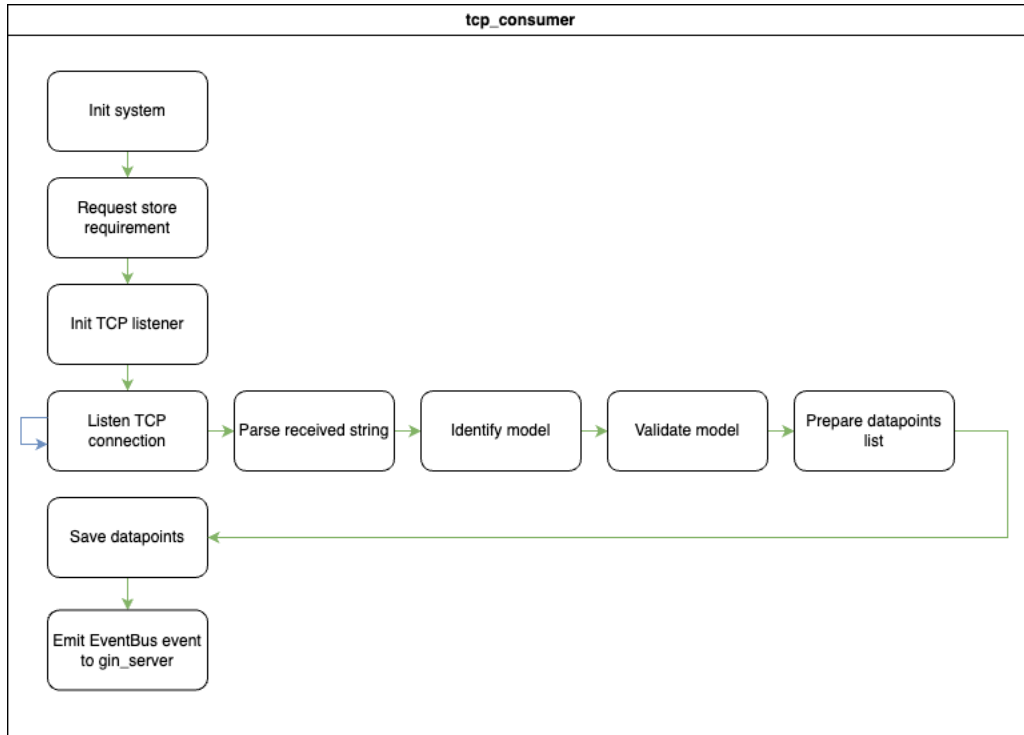 tcp_consumer
Init system
Request store
requirement
Init TCP listener
Listen TCP
connection
Parse received string
Identify model
Validate model
Prepare datapoints
list
Save datapoints
Emit EventBus event
to gin_server